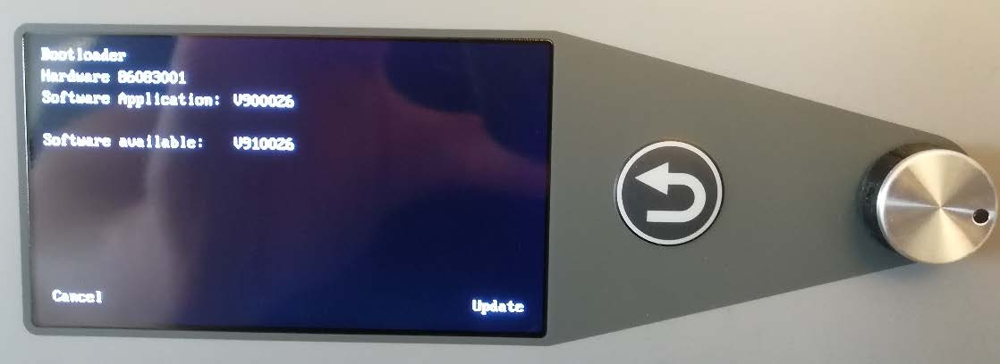 Bootloader
Hardware 86083001
Software Application: V900026
Software available: V910026
Cancel
Update